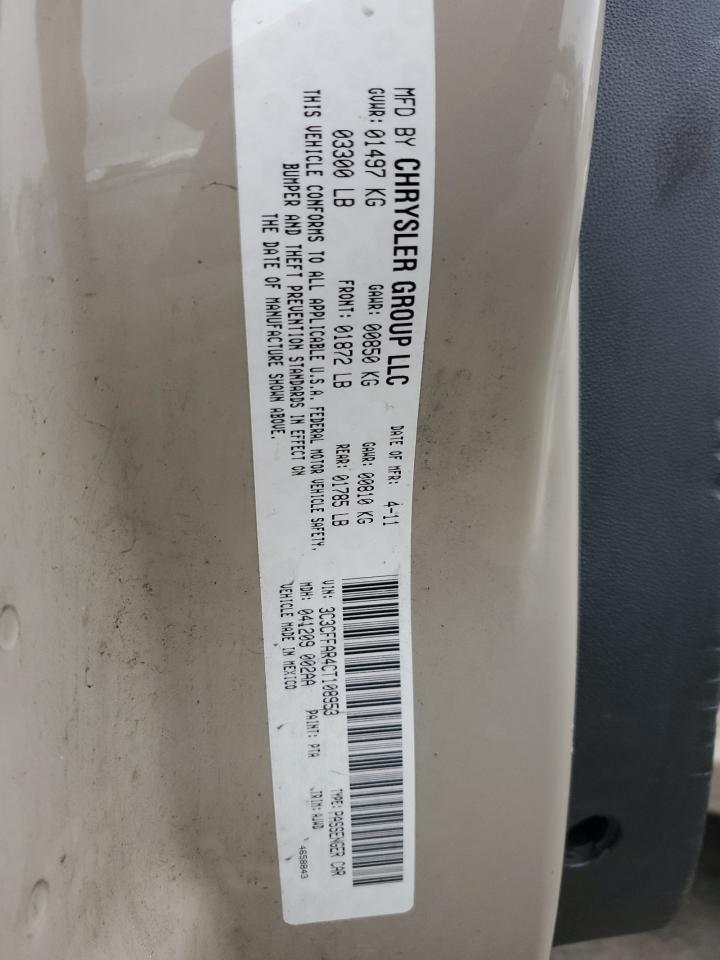 MFD BY CHRYSLER GROUP LLC
DATE OF MFR: 4-11
GVWR: 01497 KG GAWR: 00850 KG GAWR: 00810 KG
03300 LB FRONT: 01872 LB REAR: 01785 LB
THIS VEHICLE CONFORMS TO ALL APPLICABLE U.S.A. FEDERAL MOTOR VEHICLE SAFETY,
BUMPER AND THEFT PREVENTION STANDARDS IN EFFECT ON
THE DATE OF MANUFACTURE SHOWN ABOVE.
VIN: 3C3CFFAR4CT108953 TYPE: PASSENGER CAR
MDH: 041209 002AA PAINT: PTA TRIM: AJWD
VEHICLE MADE IN MEXICO 4658043